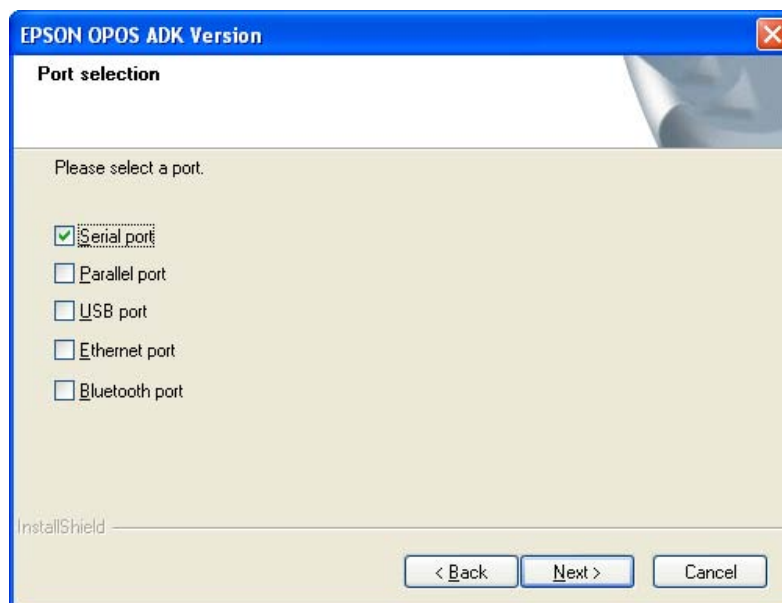 EPSON OPOS ADK Version
Port selection
Please select a port.
Serial port
Parallel port
USB port
Ethernet port
Bluetooth port
InstallShield
< Back
Next >
Cancel